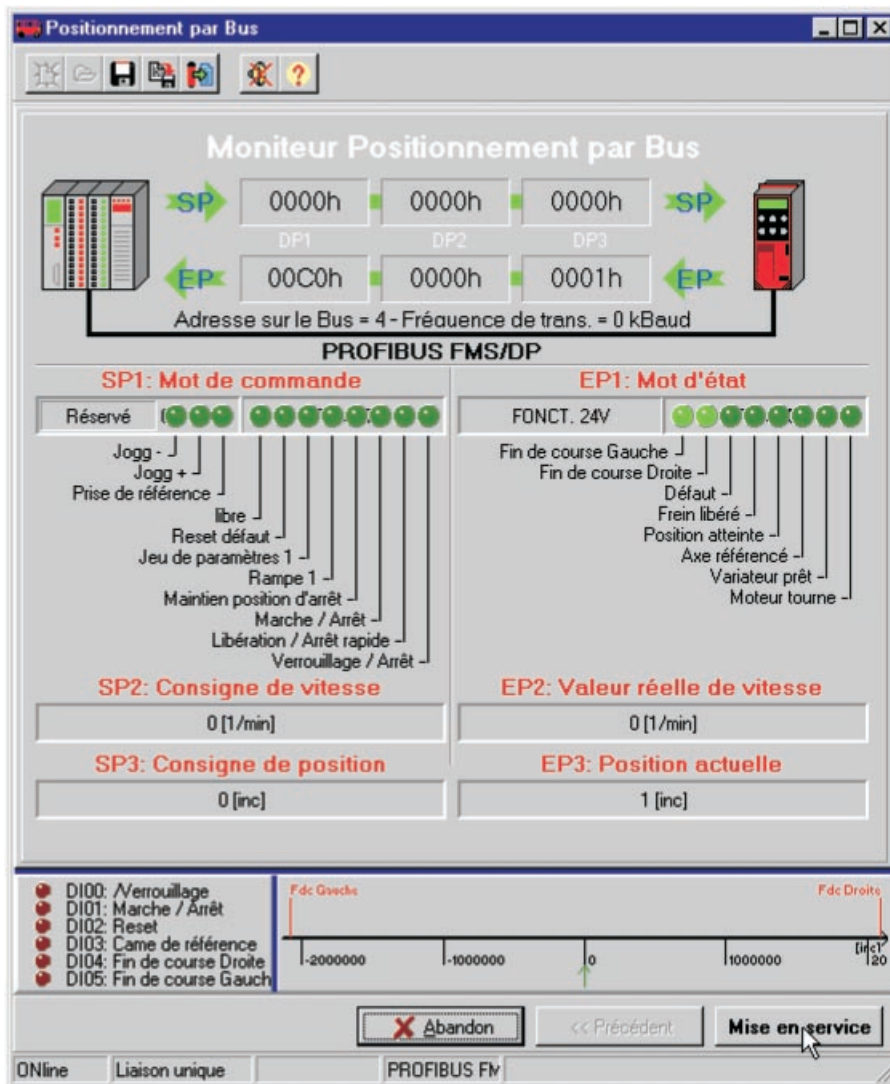 Positionnement par Bus
Moniteur Positionnement par Bus
SP 0000h 0000h 0000h SP
DP1 DP2 DP3
EP 00C0h 0000h 0001h EP
Adresse sur le Bus = 4 - Fréquence de trans. = 0 kBaud
PROFIBUS FMS/DP
SP1: Mot de commande
Réservé
Jogg -
Jogg +
Prise de référence
libre
Reset défaut
Jeu de paramètres 1
Rampe 1
Maintien position d'arrêt
Marche / Arrêt
Libération / Arrêt rapide
Verrouillage / Arrêt
EP1: Mot d'état
FONCT. 24V
Fin de course Gauche
Fin de course Droite
Défaut
Frein libéré
Position atteinte
Axe référencé
Variateur prêt
Moteur tourne
SP2: Consigne de vitesse
0 [1/min]
EP2: Valeur réelle de vitesse
0 [1/min]
SP3: Consigne de position
0 [inc]
EP3: Position actuelle
1 [inc]
DI00: /Verrouillage
DI01: Marche / Arrêt
DI02: Reset
DI03: Came de référence
DI04: Fin de course Droite
DI05: Fin de course Gauch
Fdc Gauche
Fdc Droite
[inc]
-2000000 -1000000 0 1000000 20
Abandon
<< Précédent
Mise en service
ONline Liaison unique PROFIBUS FM